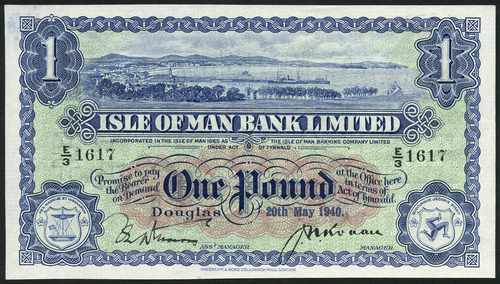 1 1
ISLE OF MAN BANK LIMITED
INCORPORATED IN THE ISLE OF MAN 1865 AS THE ISLE OF MAN BANKING COMPANY LIMITED
UNDER ACT OF TYNWALD
E/3 1617 E/3 1617
Promise to pay the Bearer on Demand One Pound at the Office here in terms of Act of Tynwald.
Douglas 20th May 1940.
ASST MANAGER. MANAGER.
WATERLOW & SONS LTD, LONDON WALL, LONDON.